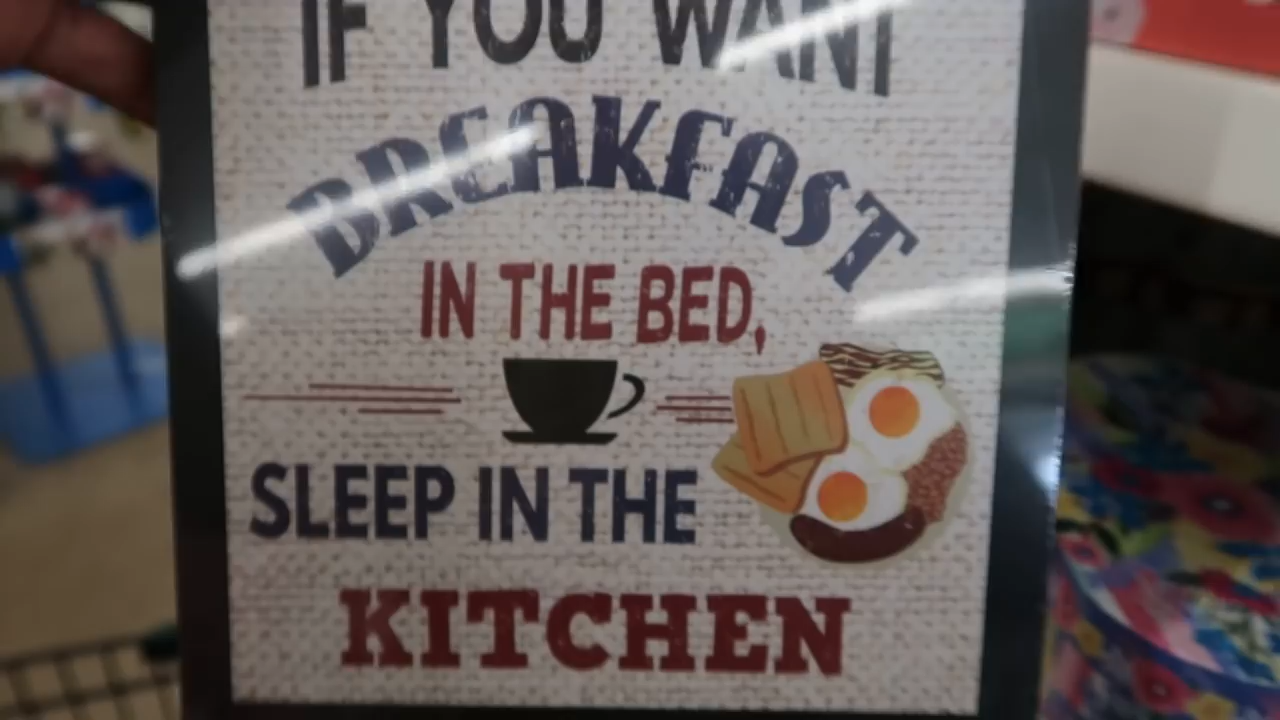 IF YOU WANT
BREAKFAST
IN THE BED,
SLEEP IN THE
KITCHEN